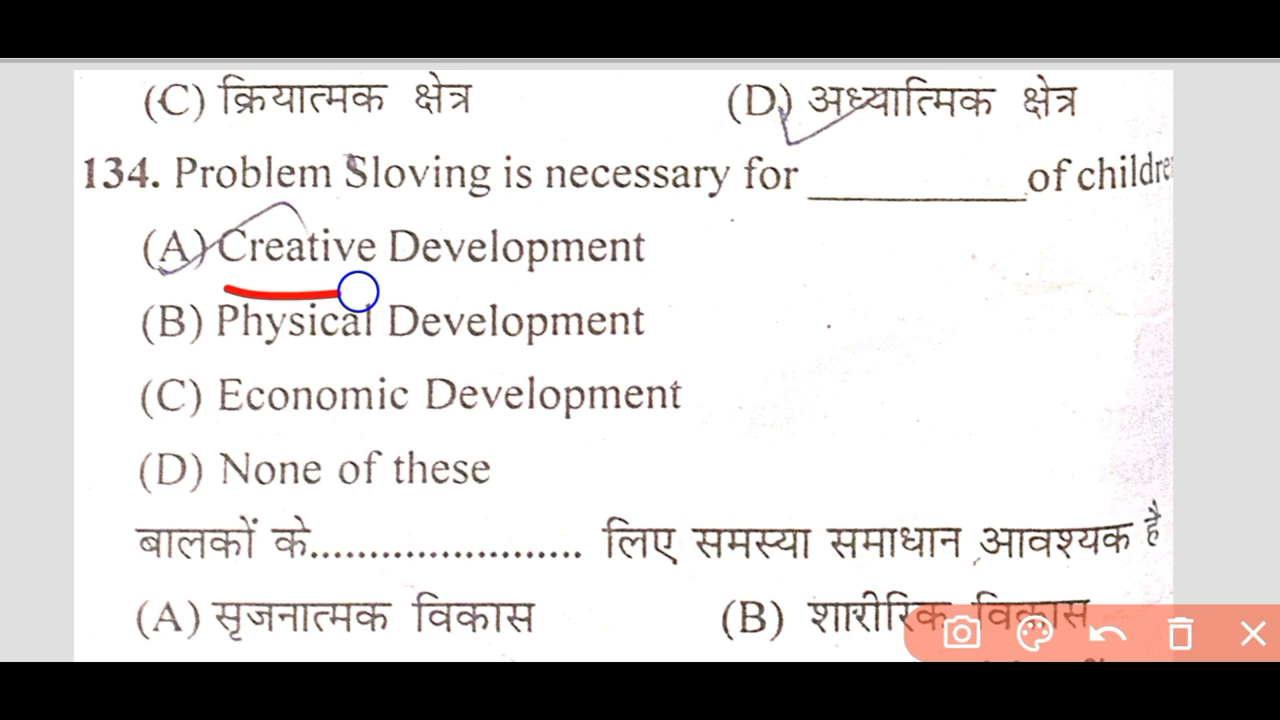 (C) क्रियात्मक क्षेत्र (D) अध्यात्मिक क्षेत्र
134. Problem Sloving is necessary for __________ of childre
(A) Creative Development
(B) Physical Development
(C) Economic Development
(D) None of these
बालकों के....................... लिए समस्या समाधान आवश्यक है
(A) सृजनात्मक विकास (B) शारीरिक विकास